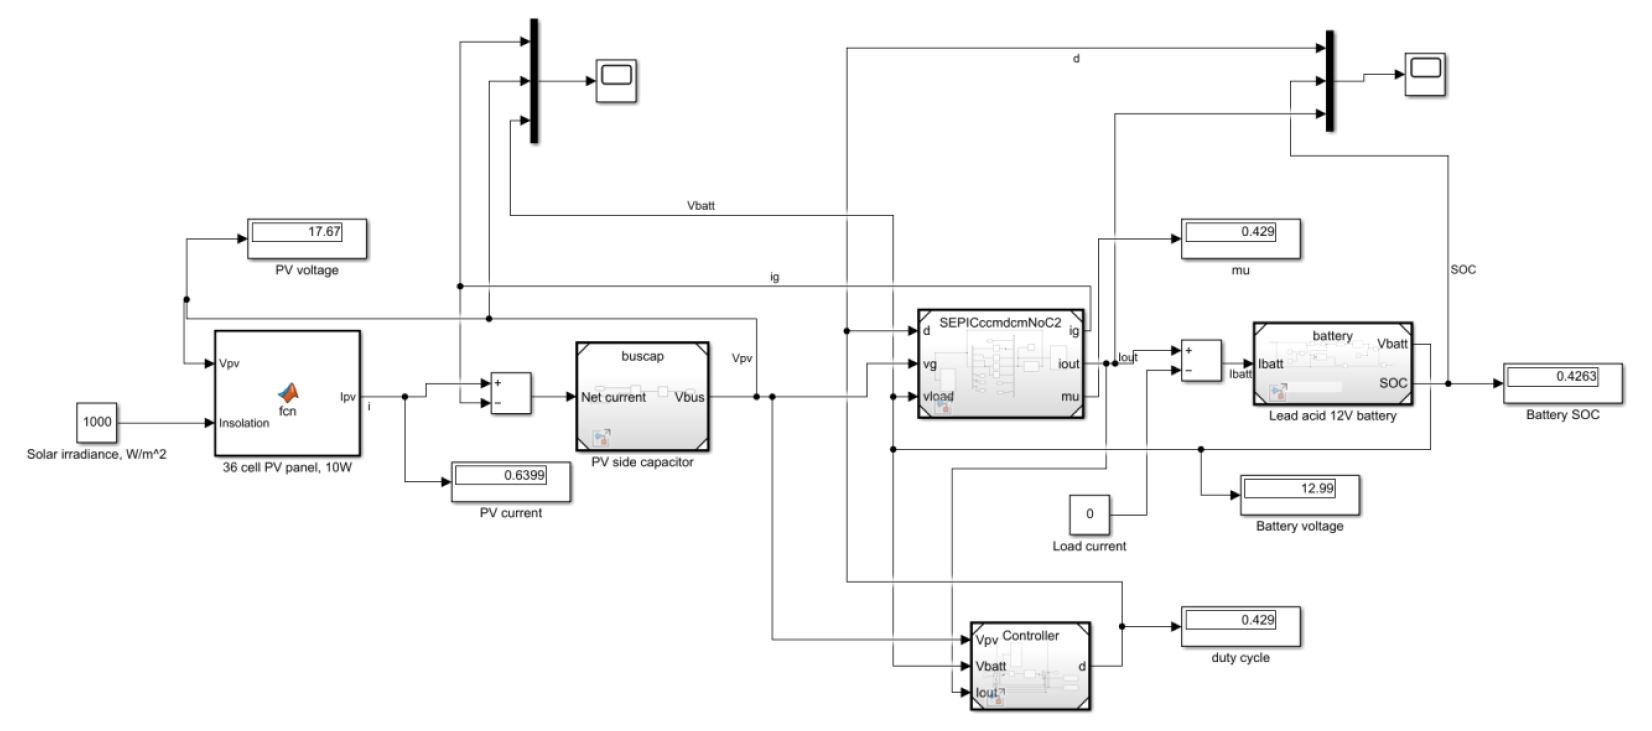 d
Vbatt
17.67
PV voltage
0.429
mu
SOC
ig
SEPICccmdcmNoC2
d
ig
vg
iout
vload
mu
Iout
+
−
Ibatt
battery
Vbatt
Ibatt
SOC
Lead acid 12V battery
0.4263
Battery SOC
Vpv
fcn
Ipv
Insolation
36 cell PV panel, 10W
i
1000
Solar irradiance, W/m^2
+
−
buscap
Net current
Vbus
PV side capacitor
Vpv
0.6399
PV current
12.99
Battery voltage
0
Load current
Controller
Vpv
Vbatt
d
Iout
0.429
duty cycle